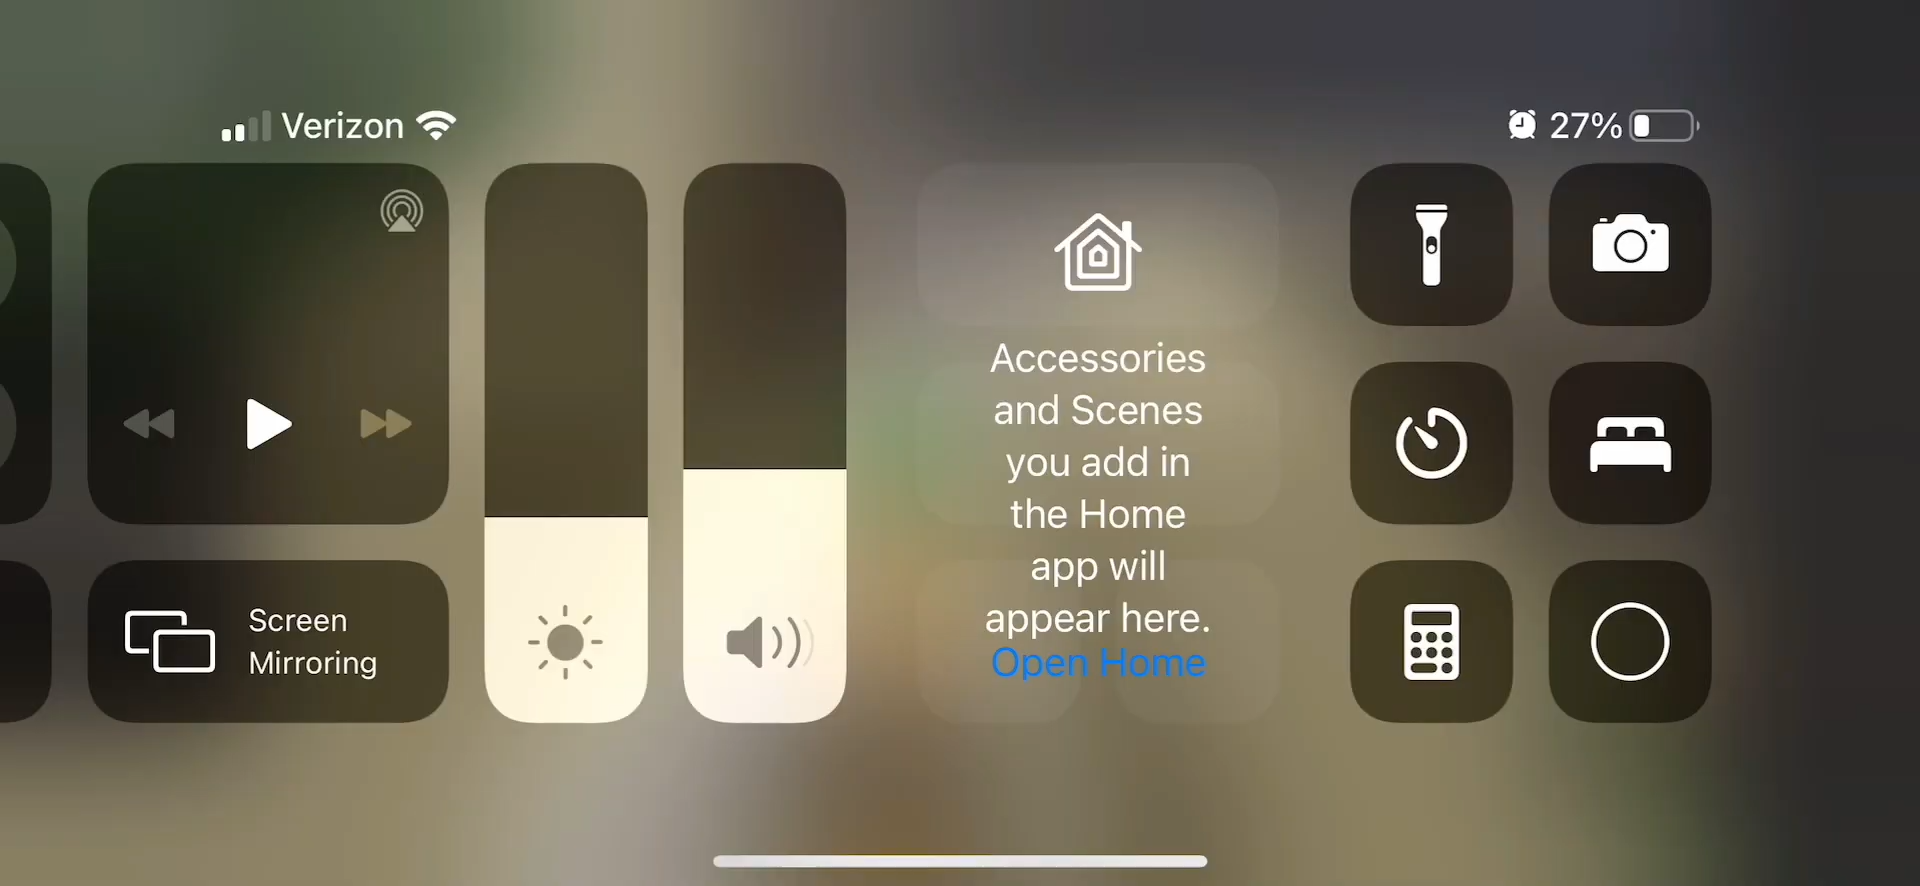 Verizon
27%
Accessories
and Scenes
you add in
the Home
app will
appear here.
Open Home
Screen
Mirroring